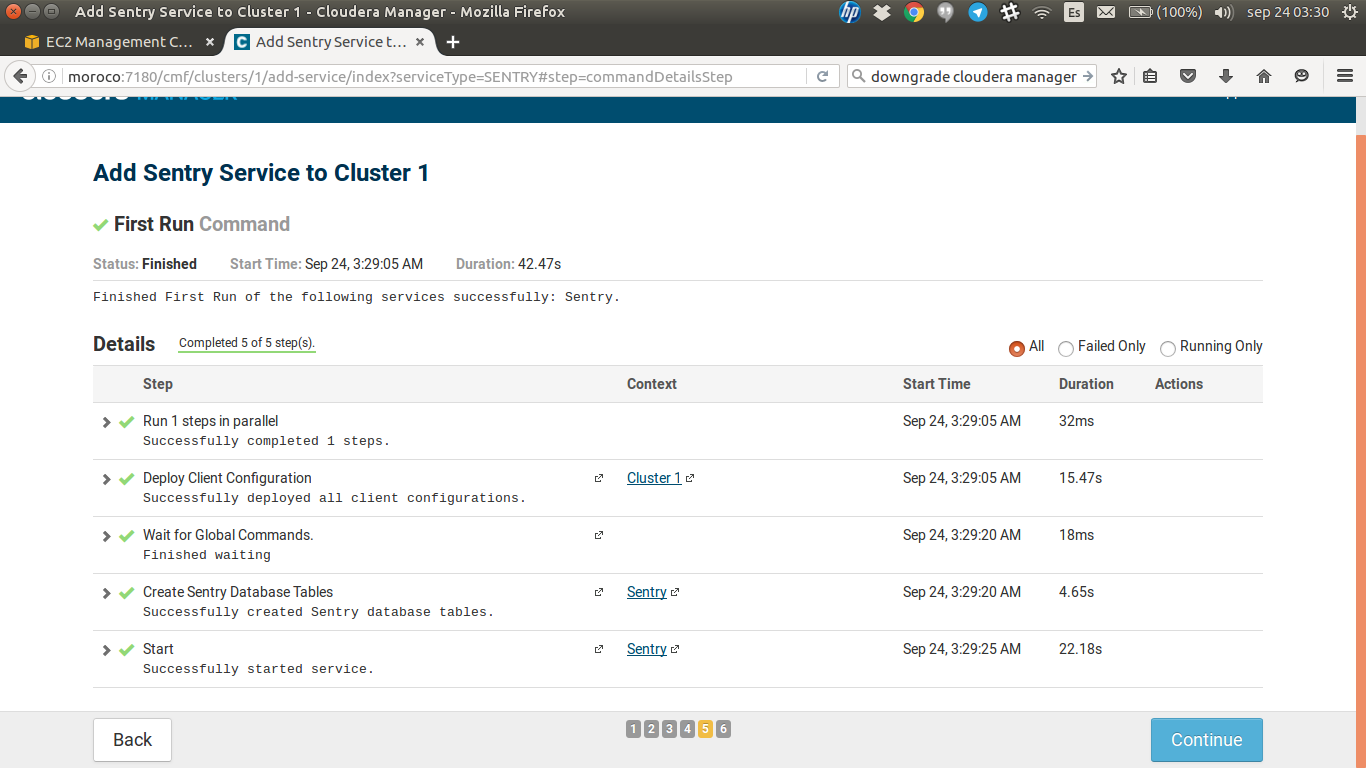 Add Sentry Service to Cluster 1 - Cloudera Manager - Mozilla Firefox
Es (100%) sep 24 03:30
EC2 Management C... × Add Sentry Service t... ×
moroco:7180/cmf/clusters/1/add-service/index?serviceType=SENTRY#step=commandDetailsStep downgrade cloudera manager
Add Sentry Service to Cluster 1
First Run Command
Status: Finished Start Time: Sep 24, 3:29:05 AM Duration: 42.47s
Finished First Run of the following services successfully: Sentry.
Details Completed 5 of 5 step(s). All Failed Only Running Only
Step Context Start Time Duration Actions
Run 1 steps in parallel Sep 24, 3:29:05 AM 32ms
Successfully completed 1 steps.
Deploy Client Configuration Cluster 1 Sep 24, 3:29:05 AM 15.47s
Successfully deployed all client configurations.
Wait for Global Commands. Sep 24, 3:29:20 AM 18ms
Finished waiting
Create Sentry Database Tables Sentry Sep 24, 3:29:20 AM 4.65s
Successfully created Sentry database tables.
Start Sentry Sep 24, 3:29:25 AM 22.18s
Successfully started service.
Back 1 2 3 4 5 6 Continue